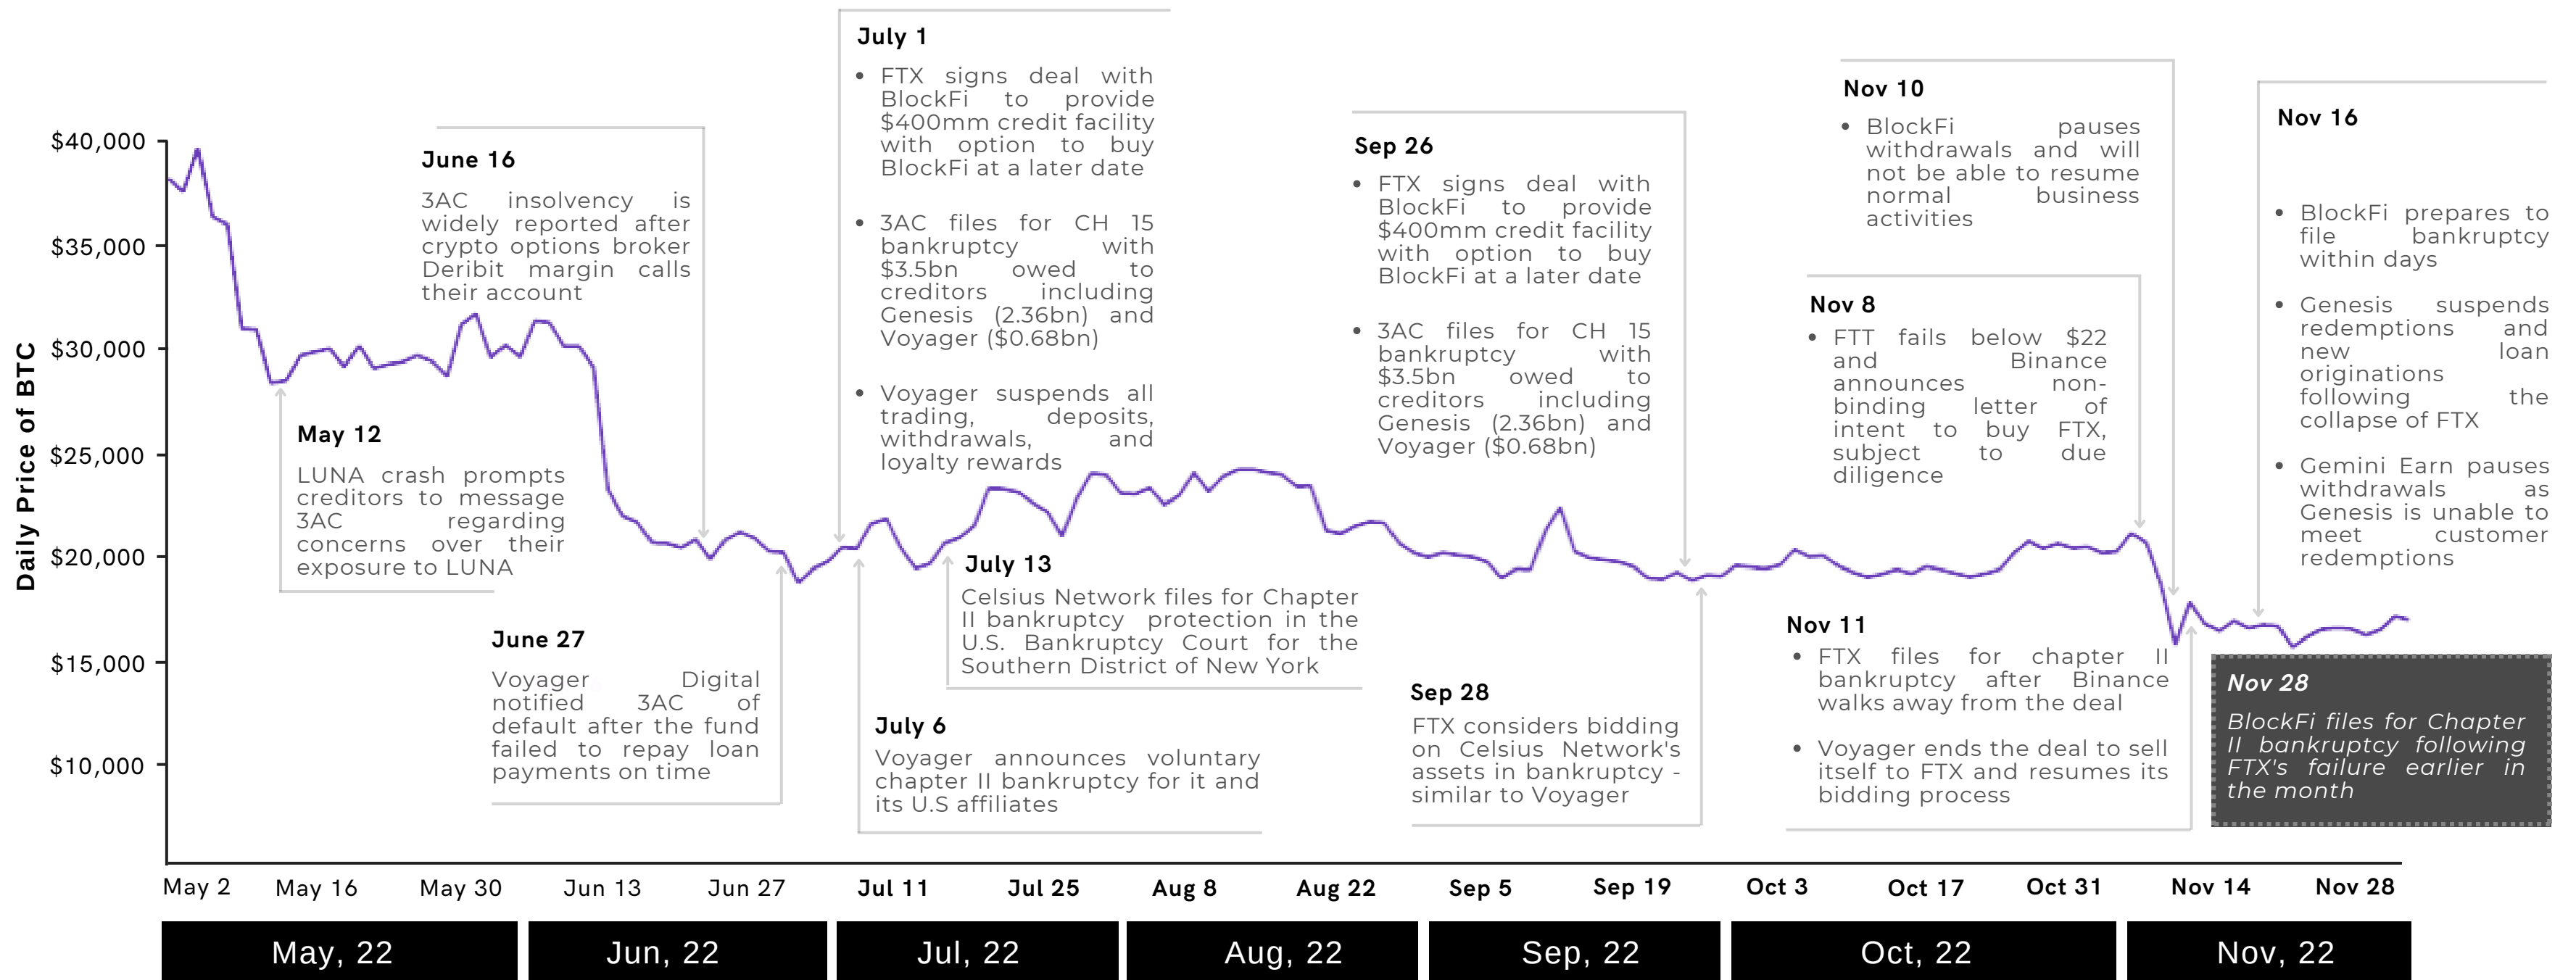 July 1
• FTX signs deal with
BlockFi to provide
$400mm credit facility
with option to buy
BlockFi at a later date
• 3AC files for CH 15
bankruptcy with
$3.5bn owed to
creditors including
Genesis (2.36bn) and
Voyager ($0.68bn)
• Voyager suspends all
trading, deposits,
withdrawals, and
loyalty rewards
June 16
3AC insolvency is
widely reported after
crypto options broker
Deribit margin calls
their account
Sep 26
• FTX signs deal with
BlockFi to provide
$400mm credit facility
with option to buy
BlockFi at a later date
• 3AC files for CH 15
bankruptcy with
$3.5bn owed to
creditors including
Genesis (2.36bn) and
Voyager ($0.68bn)
Nov 10
• BlockFi pauses
withdrawals and will
not be able to resume
normal business
activities
Nov 8
• FTT fails below $22
and Binance
announces non-
binding letter of
intent to buy FTX,
subject to due
diligence
Nov 16
• BlockFi prepares to
file bankruptcy
within days
• Genesis suspends
redemptions and
new loan
originations
following the
collapse of FTX
• Gemini Earn pauses
withdrawals as
Genesis is unable to
meet customer
redemptions
Daily Price of BTC
$40,000
$35,000
$30,000
$25,000
$20,000
$15,000
$10,000
May 12
LUNA crash prompts
creditors to message
3AC regarding
concerns over their
exposure to LUNA
June 27
Voyager Digital
notified 3AC of
default after the fund
failed to repay loan
payments on time
July 13
Celsius Network files for Chapter
II bankruptcy protection in the
U.S. Bankruptcy Court for the
Southern District of New York
July 6
Voyager announces voluntary
chapter II bankruptcy for it and
its U.S affiliates
Sep 28
FTX considers bidding
on Celsius Network's
assets in bankruptcy -
similar to Voyager
Nov 11
• FTX files for chapter II
bankruptcy after Binance
walks away from the deal
• Voyager ends the deal to sell
itself to FTX and resumes its
bidding process
Nov 28
BlockFi files for Chapter
II bankruptcy following
FTX's failure earlier in
the month
May 2 May 16 May 30 Jun 13 Jun 27 Jul 11 Jul 25 Aug 8 Aug 22 Sep 5 Sep 19 Oct 3 Oct 17 Oct 31 Nov 14 Nov 28
May, 22 Jun, 22 Jul, 22 Aug, 22 Sep, 22 Oct, 22 Nov, 22